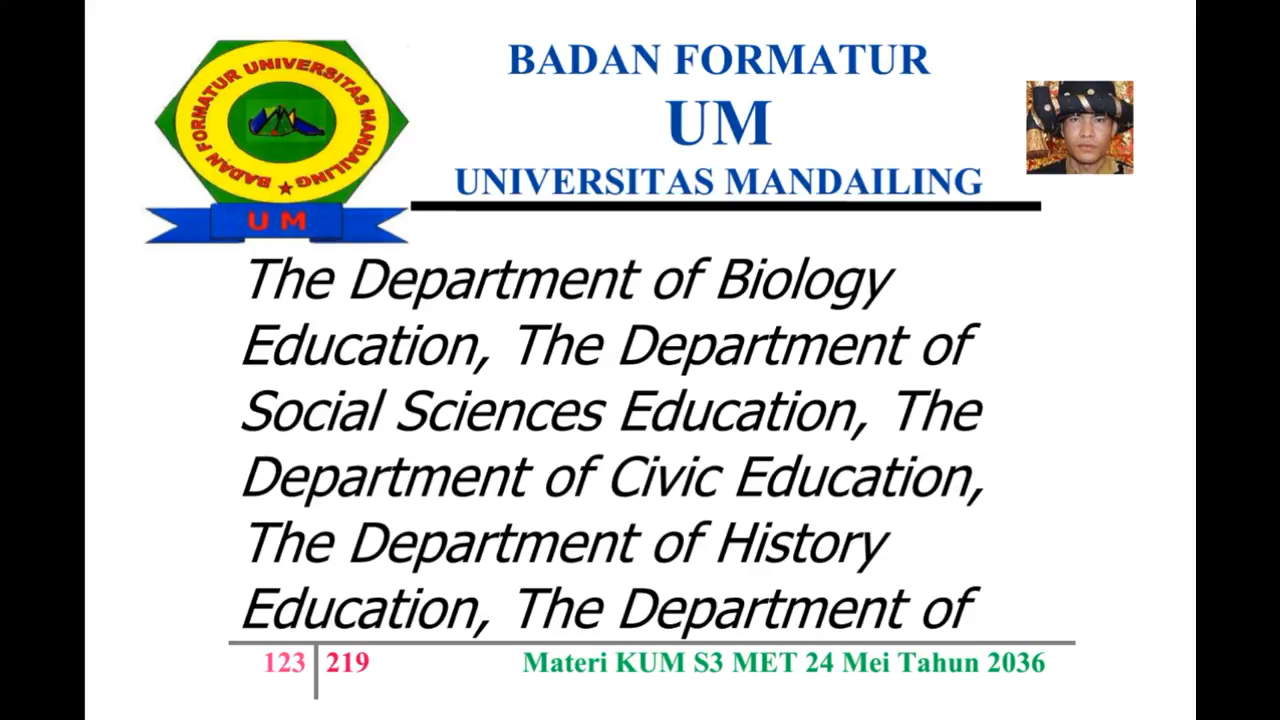 BADAN FORMATUR UNIVERSITAS MANDAILING
U M
BADAN FORMATUR
UM
UNIVERSITAS MANDAILING
The Department of Biology
Education, The Department of
Social Sciences Education, The
Department of Civic Education,
The Department of History
Education, The Department of
123 219 Materi KUM S3 MET 24 Mei Tahun 2036